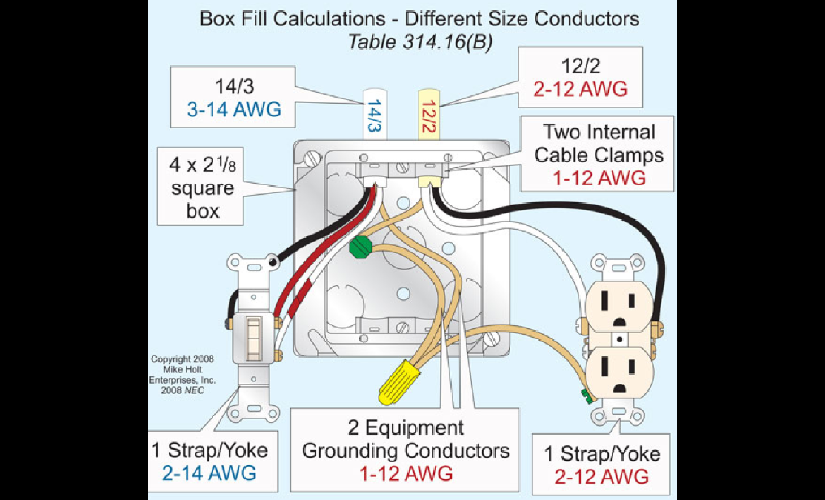 Box Fill Calculations - Different Size Conductors
Table 314.16(B)
14/3
3-14 AWG
12/2
2-12 AWG
14/3
12/2
Two Internal
Cable Clamps
1-12 AWG
4 x 2 1/8
square
box
Copyright 2008
Mike Holt
Enterprises, Inc.
2008 NEC
1 Strap/Yoke
2-14 AWG
2 Equipment
Grounding Conductors
1-12 AWG
1 Strap/Yoke
2-12 AWG